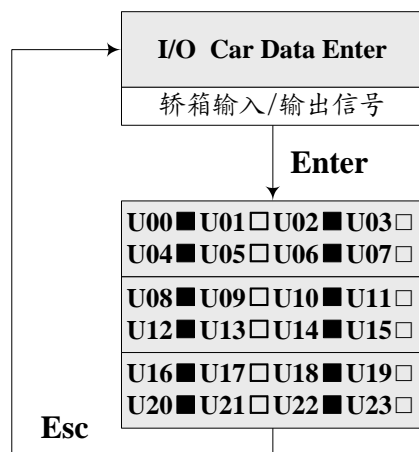 I/O Car Data Enter
轿箱输入/输出信号
Enter
U00■U01□U02■U03□
U04■U05□U06■U07□
U08■U09□U10■U11□
U12■U13□U14■U15□
U16■U17□U18■U19□
U20■U21□U22■U23□
Esc